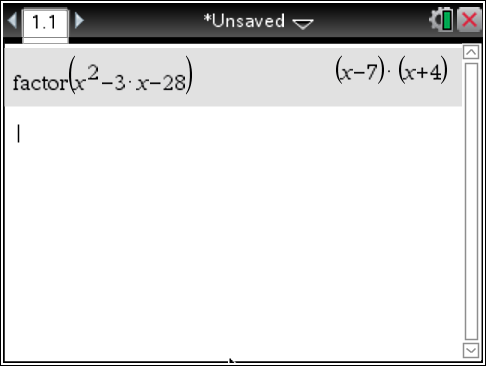 1.1 *Unsaved
factor(x²−3·x−28) (x−7)·(x+4)